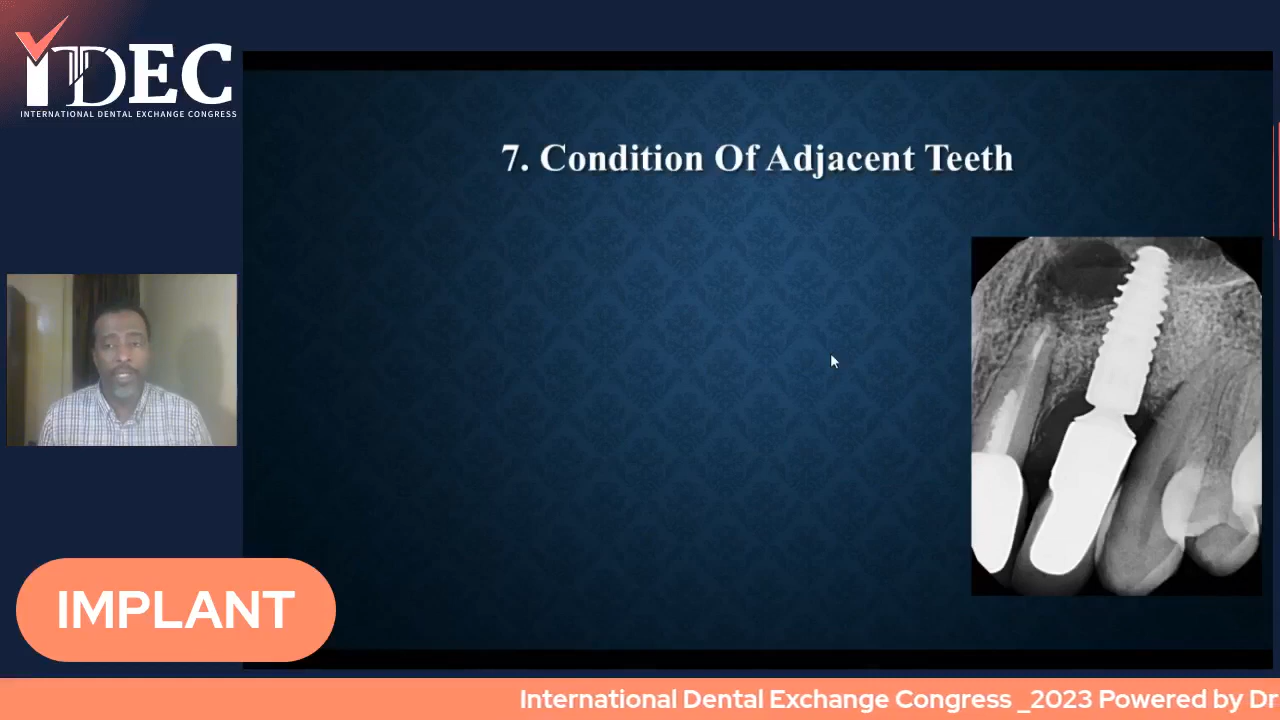 iDEC
INTERNATIONAL DENTAL EXCHANGE CONGRESS
7. Condition Of Adjacent Teeth
IMPLANT
International Dental Exchange Congress _2023 Powered by Dr